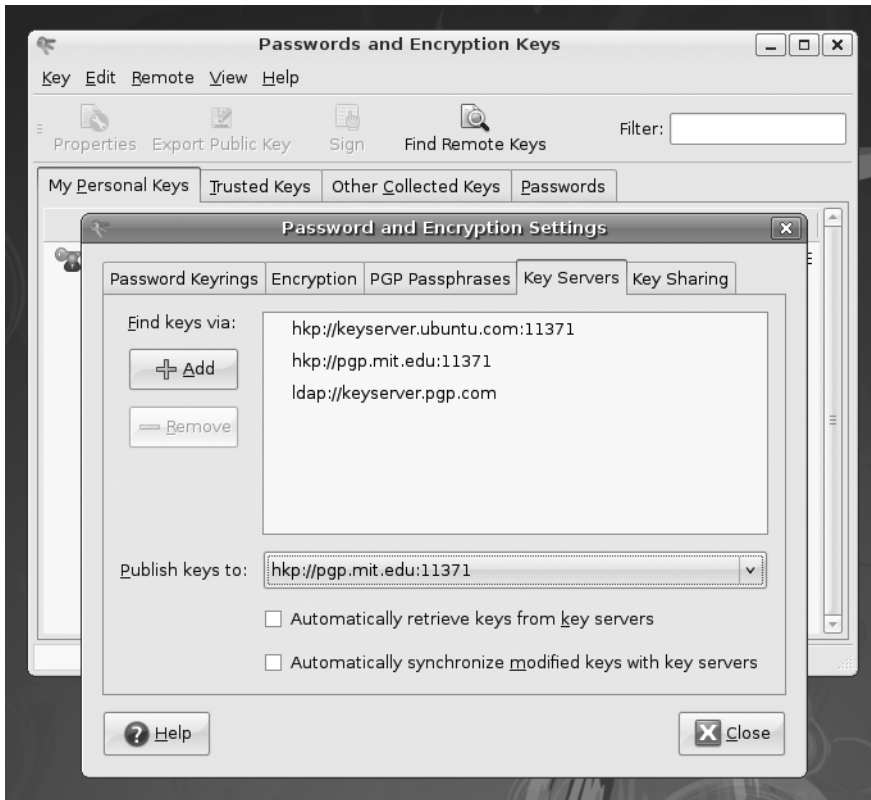 Passwords and Encryption Keys
Key Edit Remote View Help
Properties Export Public Key Sign Find Remote Keys Filter:
My Personal Keys Trusted Keys Other Collected Keys Passwords
Password and Encryption Settings
Password Keyrings Encryption PGP Passphrases Key Servers Key Sharing
Find keys via:
hkp://keyserver.ubuntu.com:11371
Add
hkp://pgp.mit.edu:11371
ldap://keyserver.pgp.com
Remove
Publish keys to: hkp://pgp.mit.edu:11371
Automatically retrieve keys from key servers
Automatically synchronize modified keys with key servers
Help Close